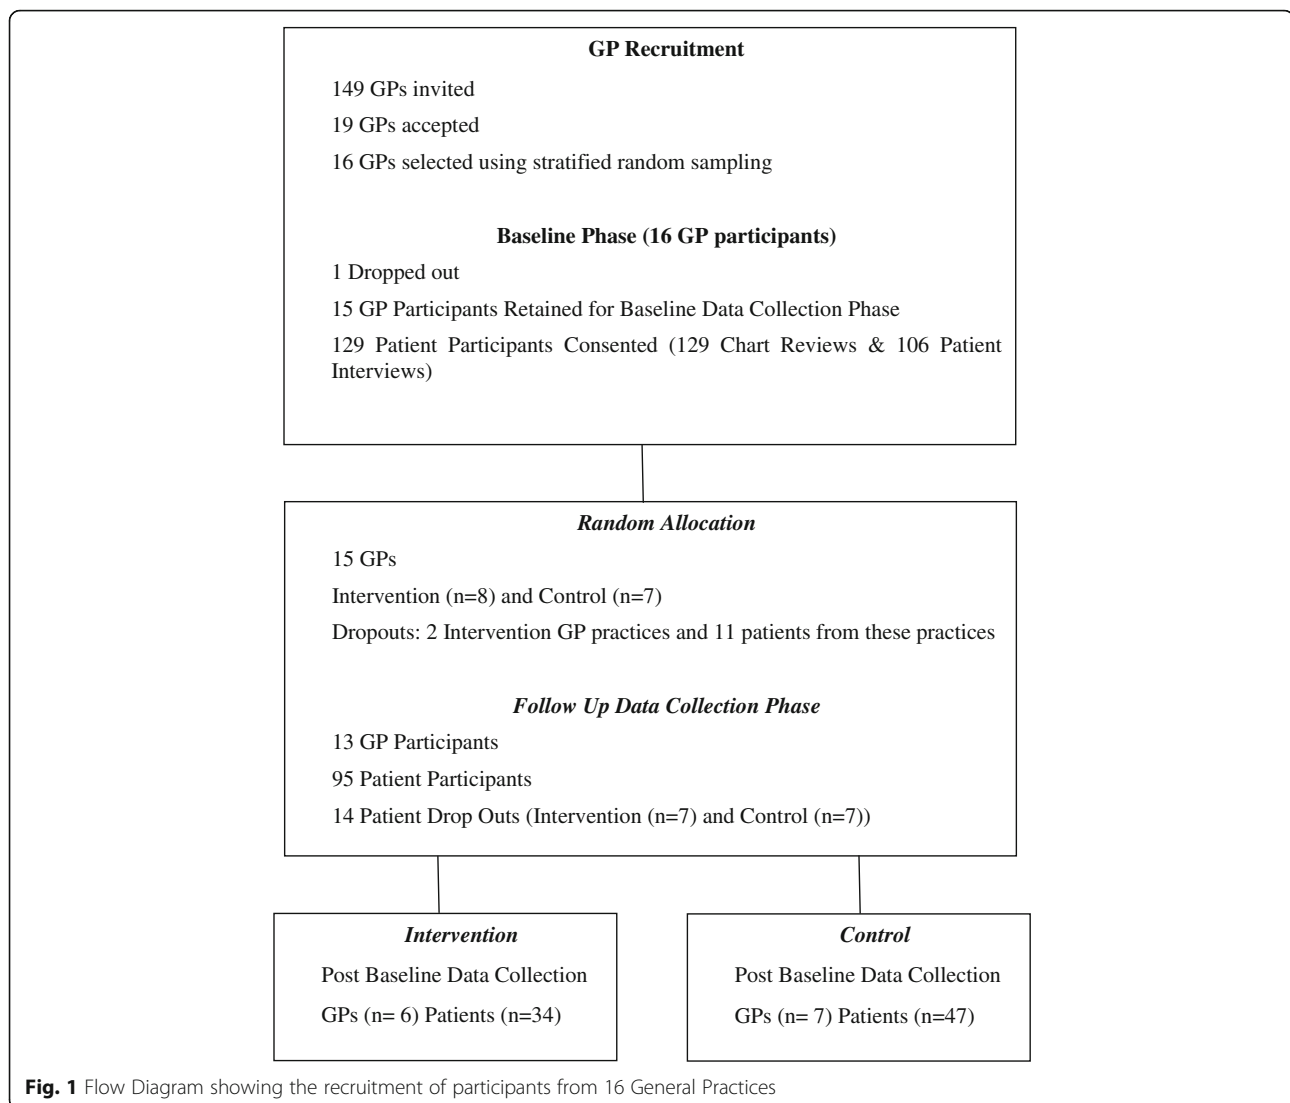 GP Recruitment
149 GPs invited
19 GPs accepted
16 GPs selected using stratified random sampling
Baseline Phase (16 GP participants)
1 Dropped out
15 GP Participants Retained for Baseline Data Collection Phase
129 Patient Participants Consented (129 Chart Reviews & 106 Patient
Interviews)
Random Allocation
15 GPs
Intervention (n=8) and Control (n=7)
Dropouts: 2 Intervention GP practices and 11 patients from these practices
Follow Up Data Collection Phase
13 GP Participants
95 Patient Participants
14 Patient Drop Outs (Intervention (n=7) and Control (n=7))
Intervention
Post Baseline Data Collection
GPs (n= 6) Patients (n=34)
Control
Post Baseline Data Collection
GPs (n= 7) Patients (n=47)
Fig. 1 Flow Diagram showing the recruitment of participants from 16 General Practices